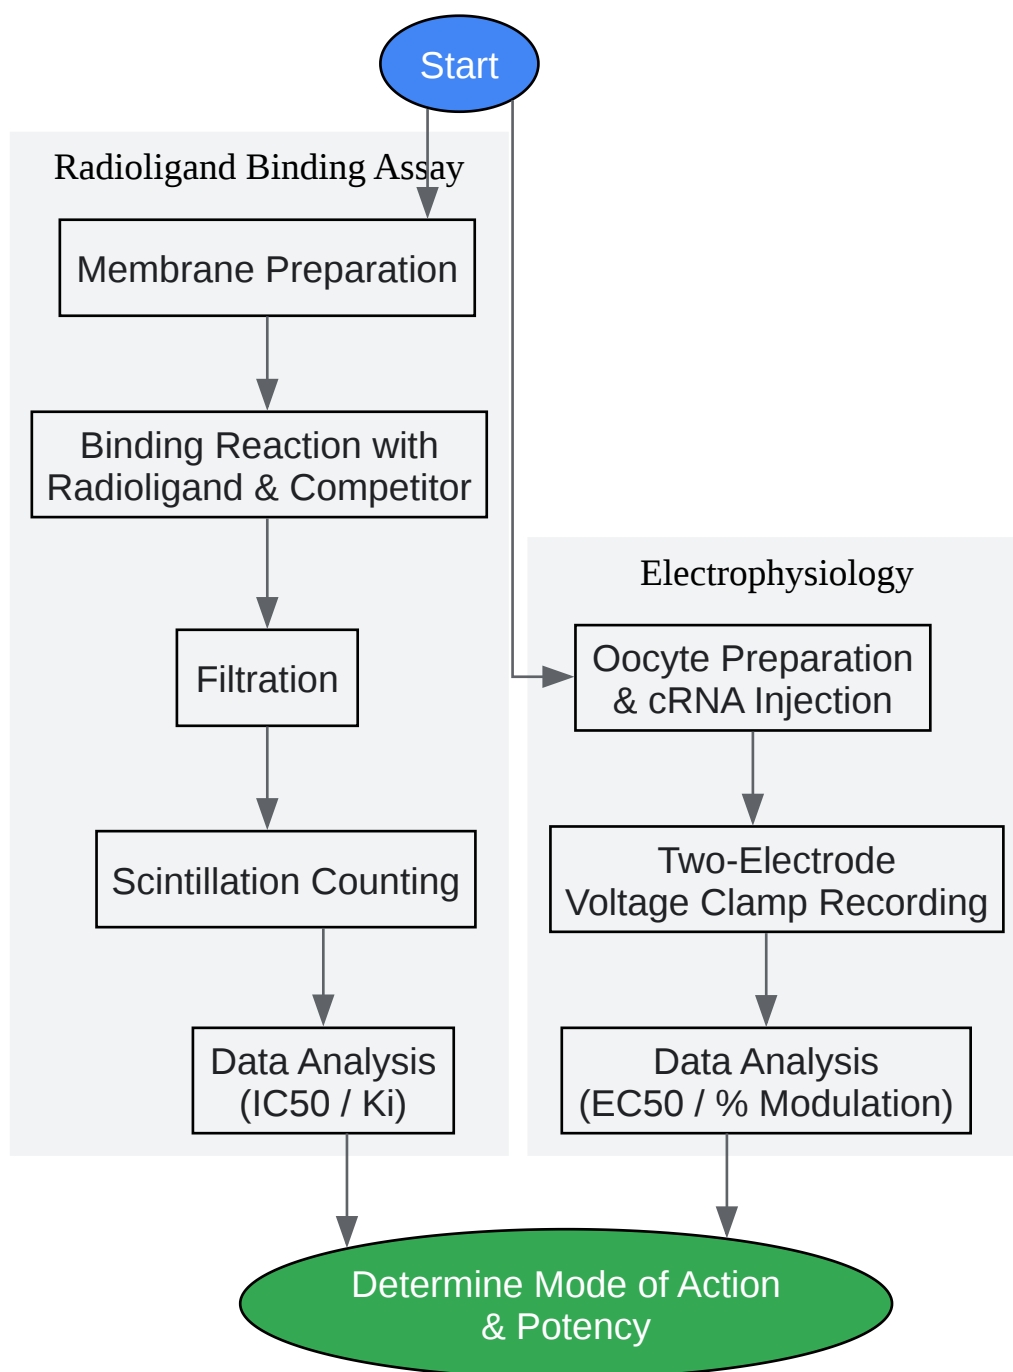 Start
Radioligand Binding Assay
Membrane Preparation
Binding Reaction with
Radioligand & Competitor
Filtration
Scintillation Counting
Data Analysis
(IC50 / Ki)
Electrophysiology
Oocyte Preparation
& cRNA Injection
Two-Electrode
Voltage Clamp Recording
Data Analysis
(EC50 / % Modulation)
Determine Mode of Action
& Potency